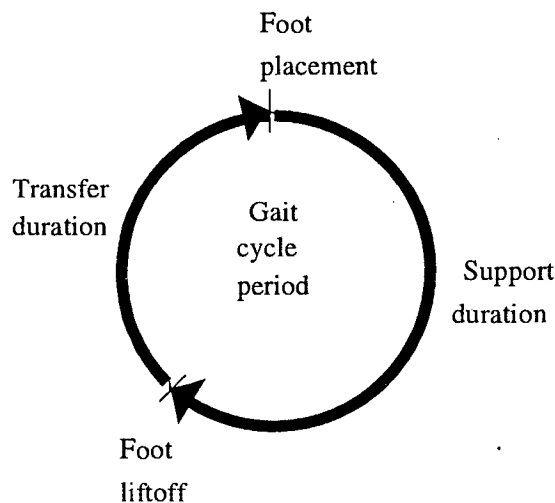 Foot
placement
Transfer
duration
Gait
cycle
period
Support
duration
Foot
liftoff